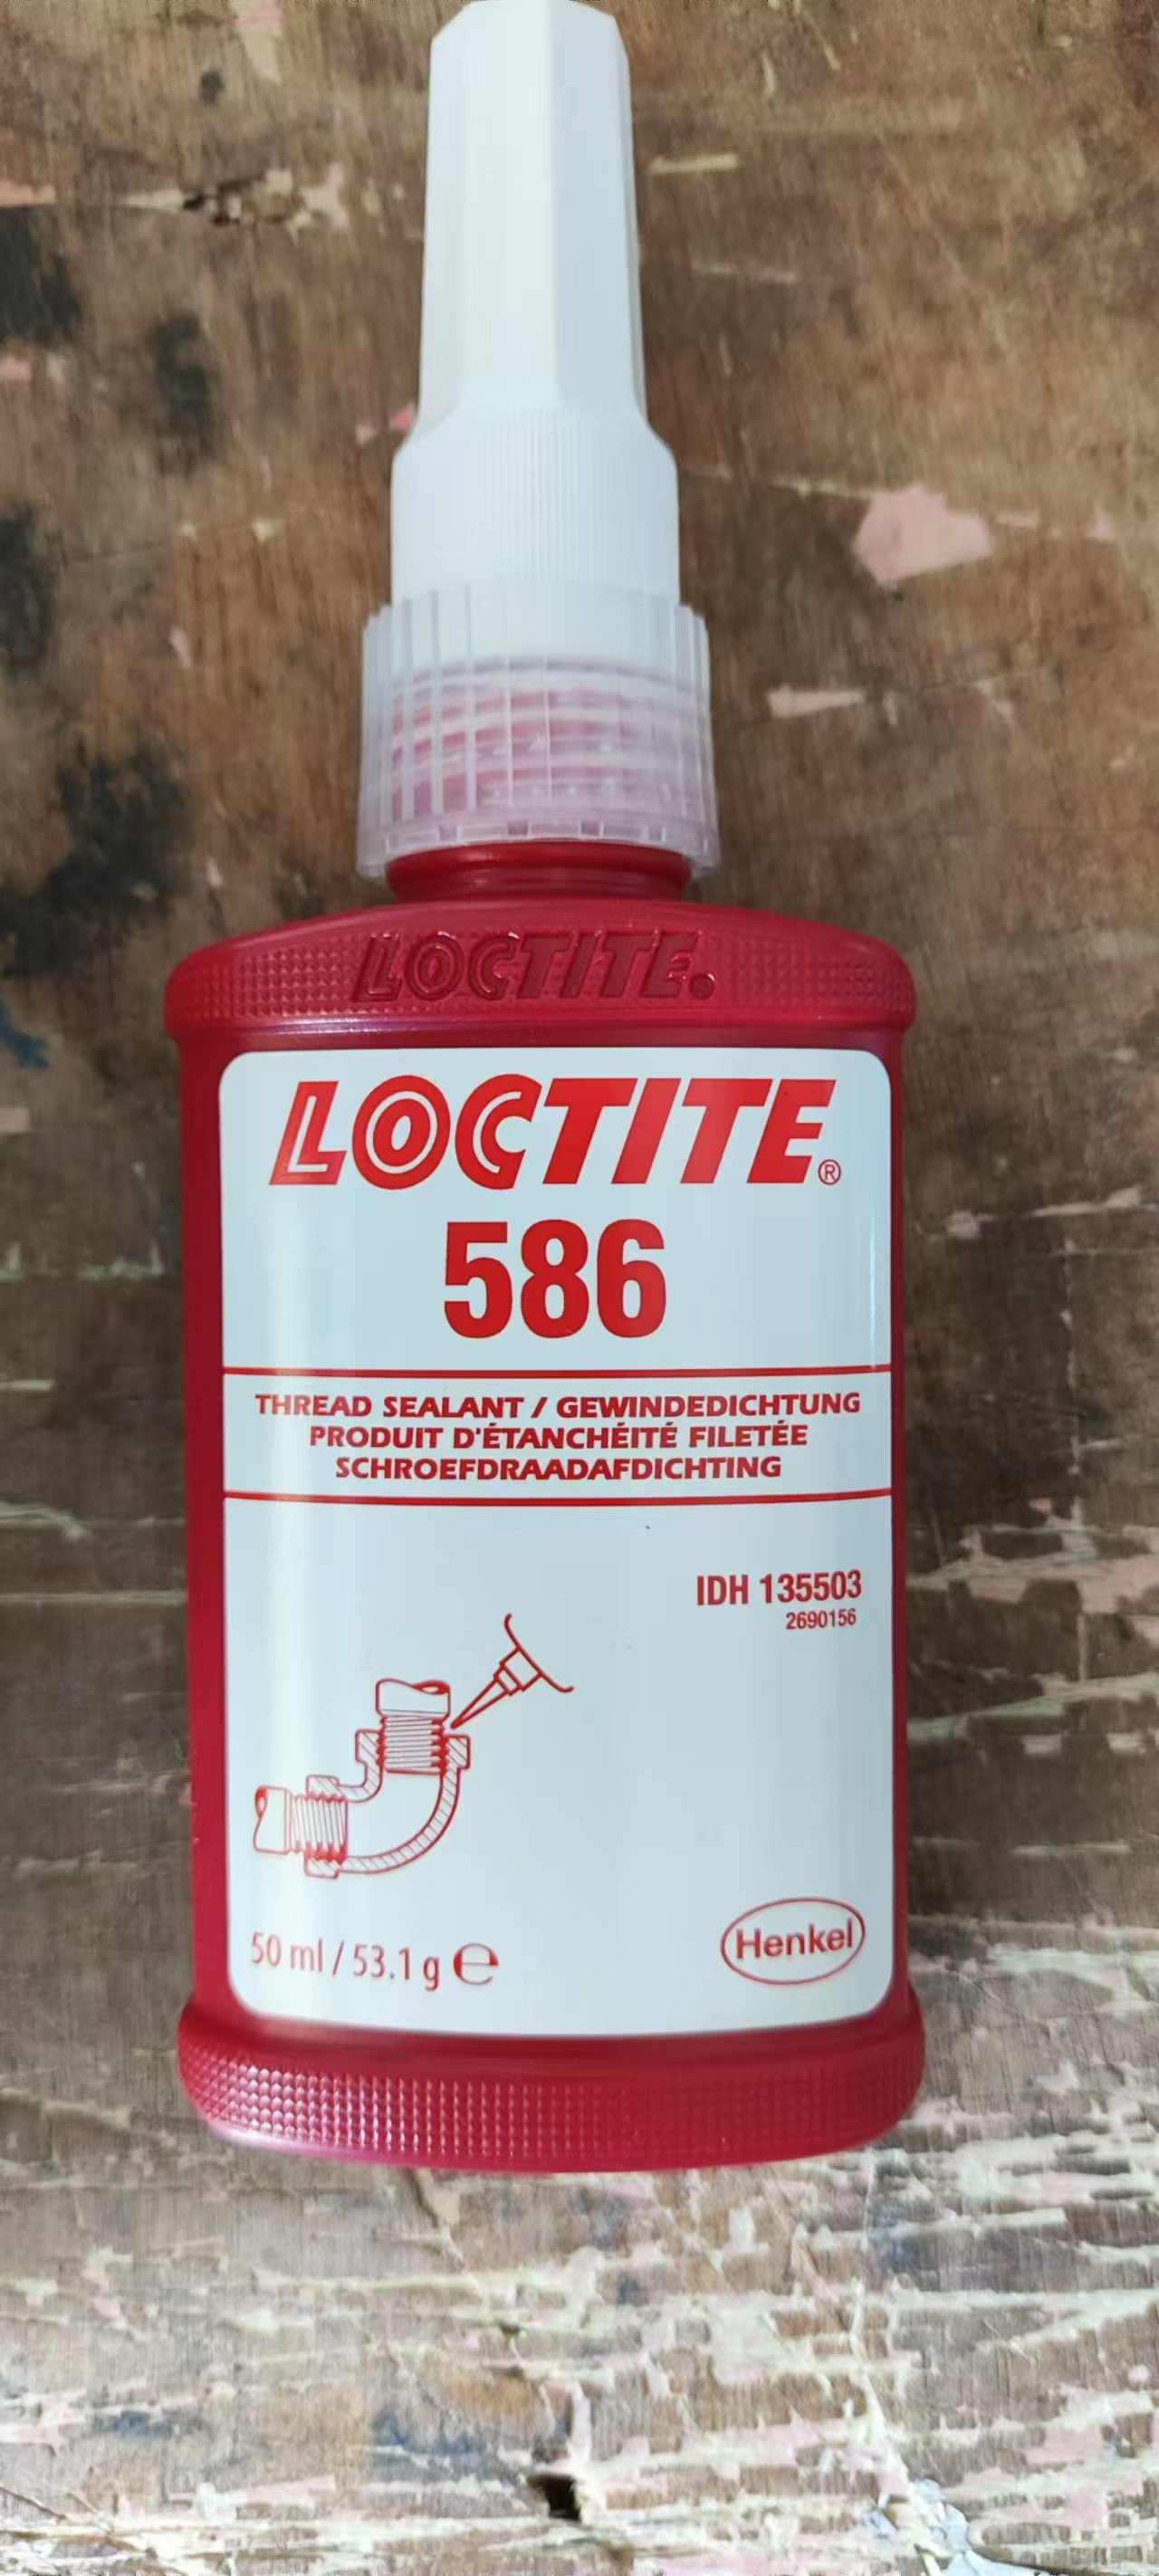 LOCTITE.
LOCTITE®
586
THREAD SEALANT / GEWINDEDICHTUNG
PRODUIT D'ÉTANCHÉITÉ FILETÉE
SCHROEFDRAADAFDICHTING
IDH 135503
2690156
50 ml / 53.1 g ℮
Henkel